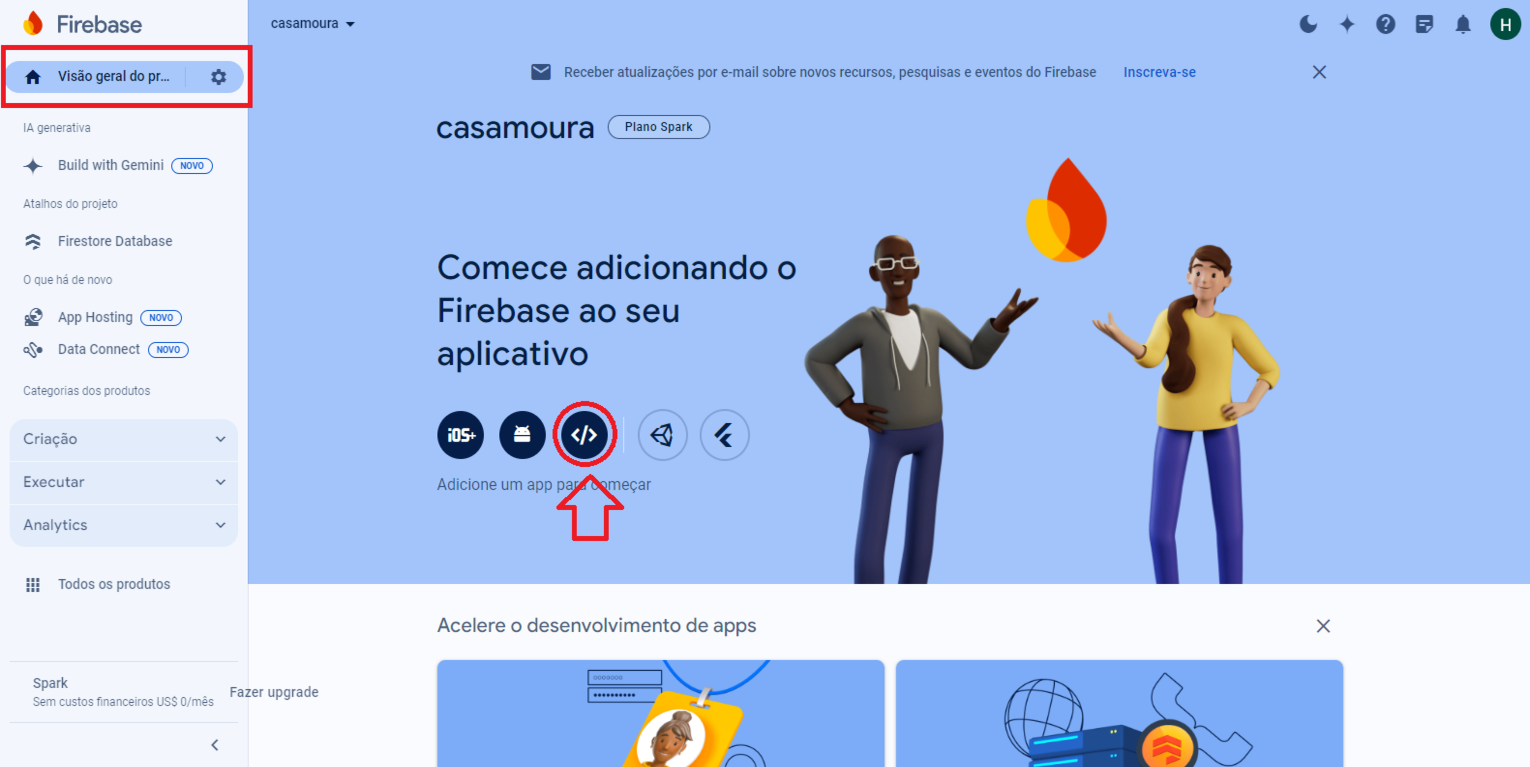 Firebase
casamoura
H
Visão geral do pr...
Receber atualizações por e-mail sobre novos recursos, pesquisas e eventos do Firebase
Inscreva-se
IA generativa
Build with Gemini NOVO
Atalhos do projeto
Firestore Database
O que há de novo
App Hosting NOVO
Data Connect NOVO
Categorias dos produtos
Criação
Executar
Analytics
Todos os produtos
Spark
Sem custos financeiros US$ 0/mês
Fazer upgrade
casamoura
Plano Spark
Comece adicionando o
Firebase ao seu
aplicativo
iOS+
</>
Adicione um app para começar
Acelere o desenvolvimento de apps